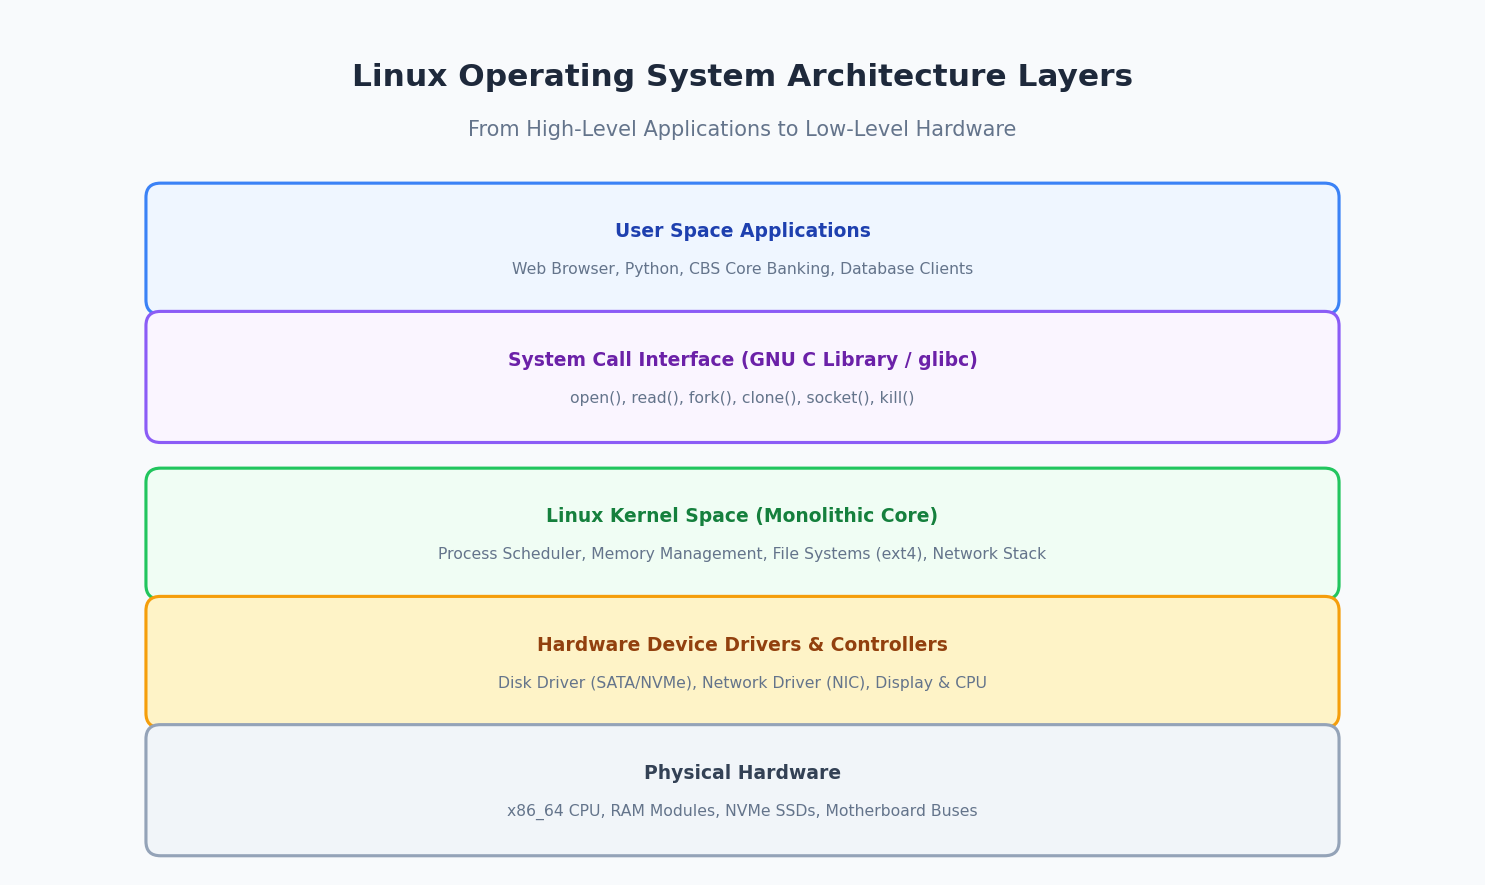 Linux Operating System Architecture Layers
From High-Level Applications to Low-Level Hardware
User Space Applications
Web Browser, Python, CBS Core Banking, Database Clients
System Call Interface (GNU C Library / glibc)
open(), read(), fork(), clone(), socket(), kill()
Linux Kernel Space (Monolithic Core)
Process Scheduler, Memory Management, File Systems (ext4), Network Stack
Hardware Device Drivers & Controllers
Disk Driver (SATA/NVMe), Network Driver (NIC), Display & CPU
Physical Hardware
x86_64 CPU, RAM Modules, NVMe SSDs, Motherboard Buses